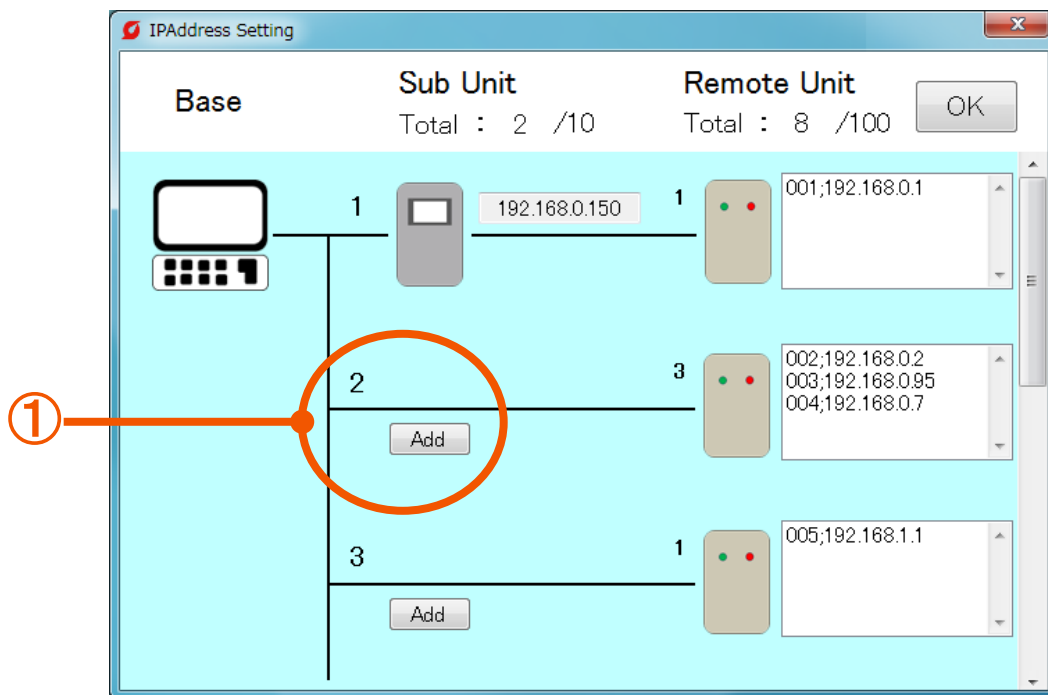 IPAddress Setting
Base
Sub Unit
Total : 2 /10
Remote Unit
Total : 8 /100
OK
1
192.168.0.150
1
001;192.168.0.1
①
2
Add
3
002;192.168.0.2
003;192.168.0.95
004;192.168.0.7
3
Add
1
005;192.168.1.1